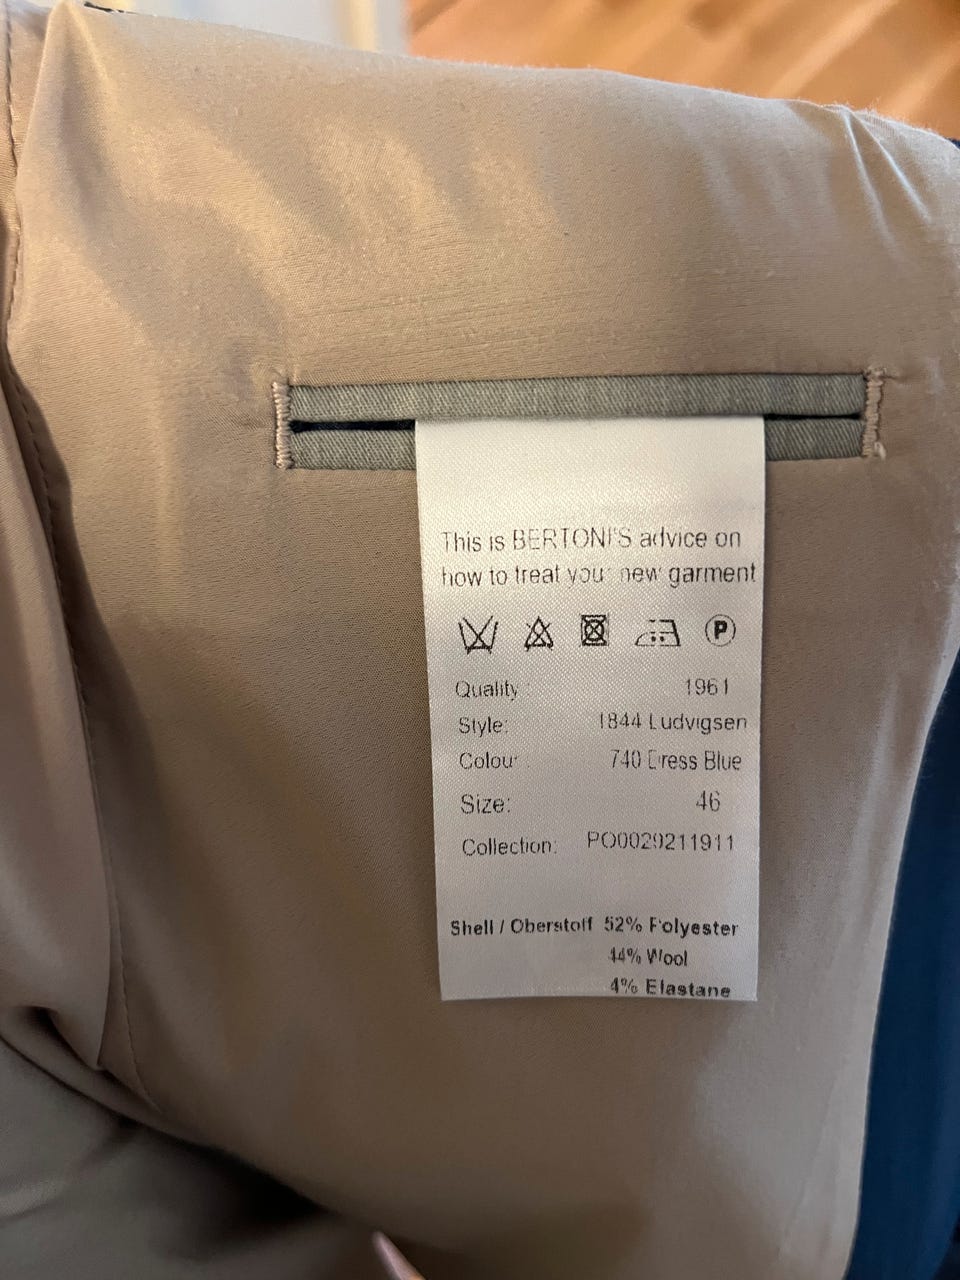 This is BERTONI'S advice on
how to treat your new garment
P
Quality : 1961
Style: 1844 Ludvigsen
Colour : 740 Dress Blue
Size: 46
Collection: PO0029211911
Shell / Oberstoff 52% Polyester
44% Wool
4% Elastane